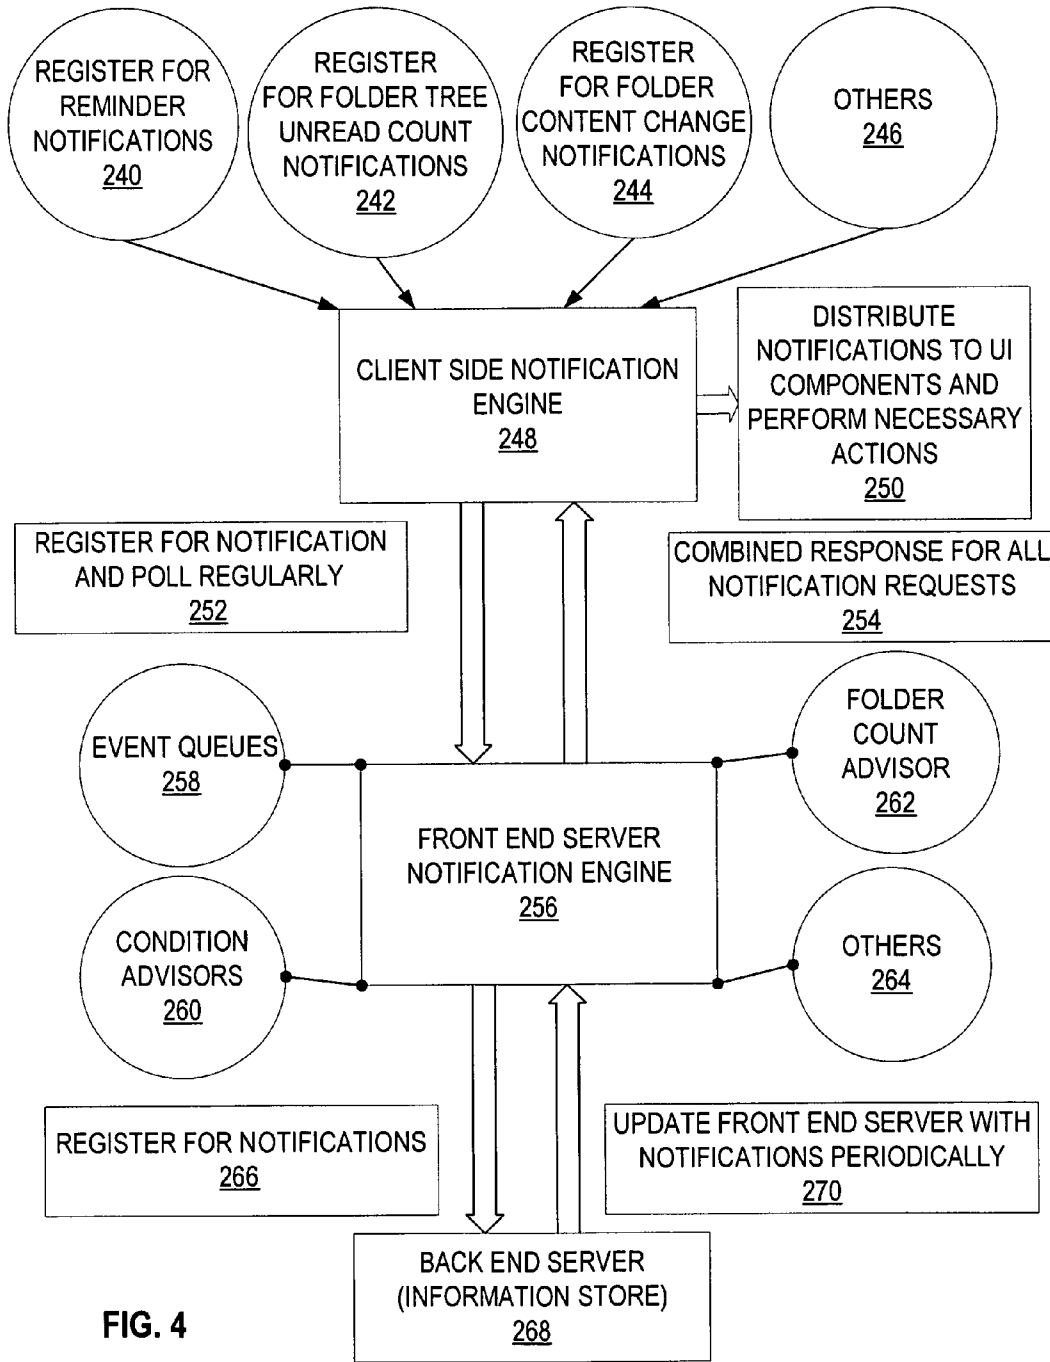 REGISTER FOR
REMINDER
NOTIFICATIONS
240
REGISTER
FOR FOLDER TREE
UNREAD COUNT
NOTIFICATIONS
242
REGISTER
FOR FOLDER
CONTENT CHANGE
NOTIFICATIONS
244
OTHERS
246
CLIENT SIDE NOTIFICATION
ENGINE
248
DISTRIBUTE
NOTIFICATIONS TO UI
COMPONENTS AND
PERFORM NECESSARY
ACTIONS
250
REGISTER FOR NOTIFICATION
AND POLL REGULARLY
252
COMBINED RESPONSE FOR ALL
NOTIFICATION REQUESTS
254
EVENT QUEUES
258
FOLDER
COUNT
ADVISOR
262
FRONT END SERVER
NOTIFICATION ENGINE
256
CONDITION
ADVISORS
260
OTHERS
264
REGISTER FOR NOTIFICATIONS
266
UPDATE FRONT END SERVER WITH
NOTIFICATIONS PERIODICALLY
270
BACK END SERVER
(INFORMATION STORE)
268
FIG. 4